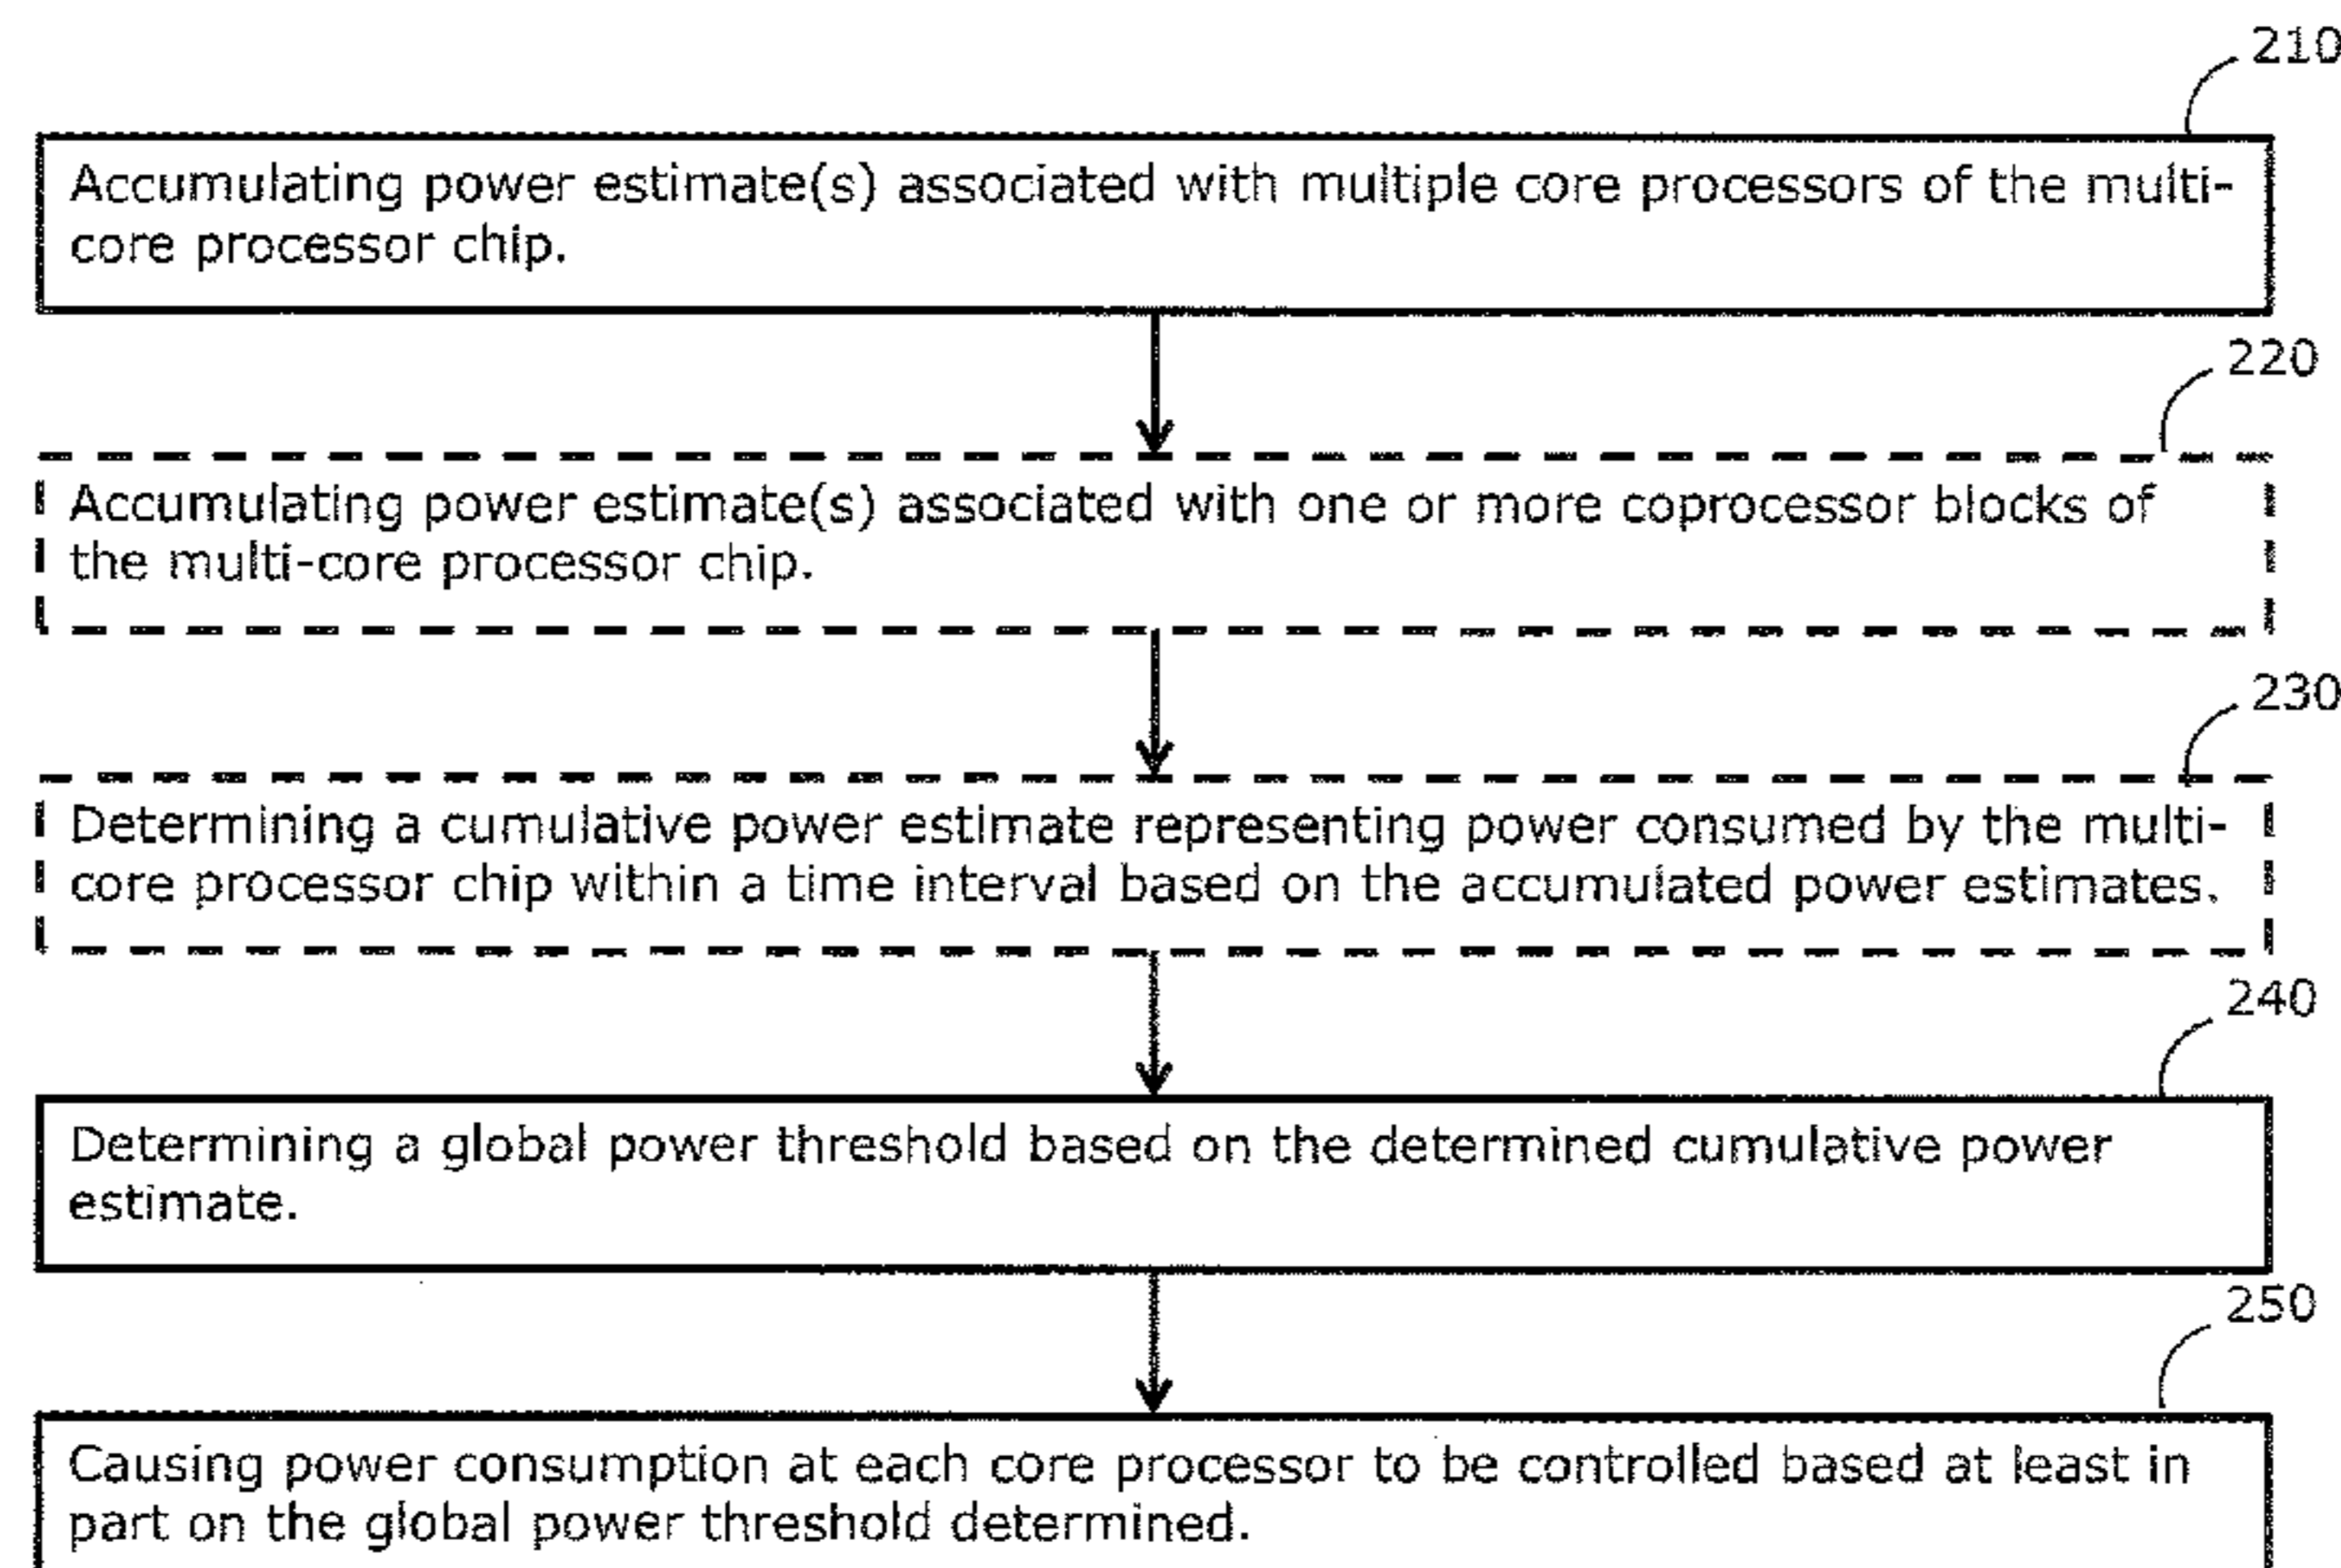 210
Accumulating power estimate(s) associated with multiple core processors of the multi-
core processor chip.
220
Accumulating power estimate(s) associated with one or more coprocessor blocks of
the multi-core processor chip.
230
Determining a cumulative power estimate representing power consumed by the multi-
core processor chip within a time interval based on the accumulated power estimates.
240
Determining a global power threshold based on the determined cumulative power
estimate.
250
Causing power consumption at each core processor to be controlled based at least in
part on the global power threshold determined.